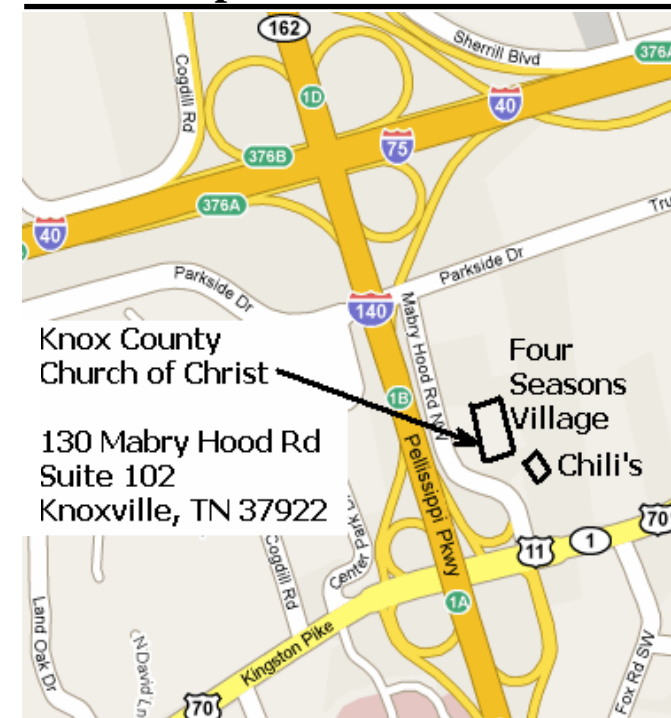 162
Sherrill Blvd
376A
Cogdill Rd
1D
40
75
376B
376A
40
Parkside Dr
Parkside Dr
140
Mabry Hood Rd NW
Knox County
Church of Christ
130 Mabry Hood Rd
Suite 102
Knoxville, TN 37922
Four
Seasons
Village
Chili's
1B
Pellissippi Pkwy
70
11
1
Center Park
Cogdill Rd
1A
Land Oak Dr
N David Ln
Kingston Pike
Fox Rd SW
70